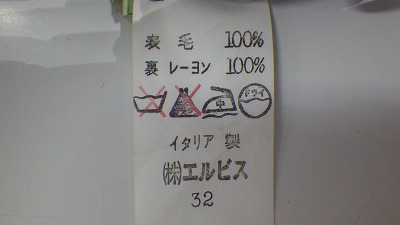 表 毛 100%
裏 レーヨン 100%
中 ドライ
イタリア 製
㈱エルビス
32